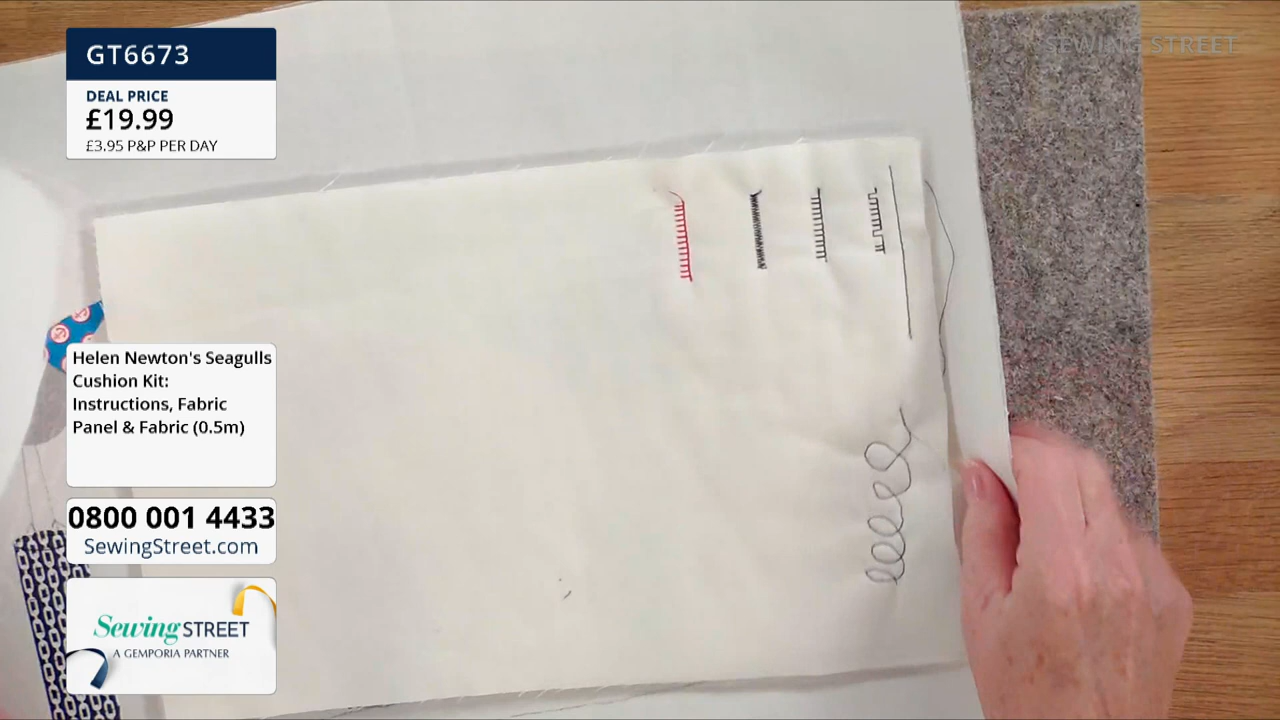 GT6673
DEAL PRICE
£19.99
£3.95 P&P PER DAY
SEWING STREET
Helen Newton's Seagulls
Cushion Kit:
Instructions, Fabric
Panel & Fabric (0.5m)
0800 001 4433
SewingStreet.com
Sewing STREET
A GEMPORIA PARTNER